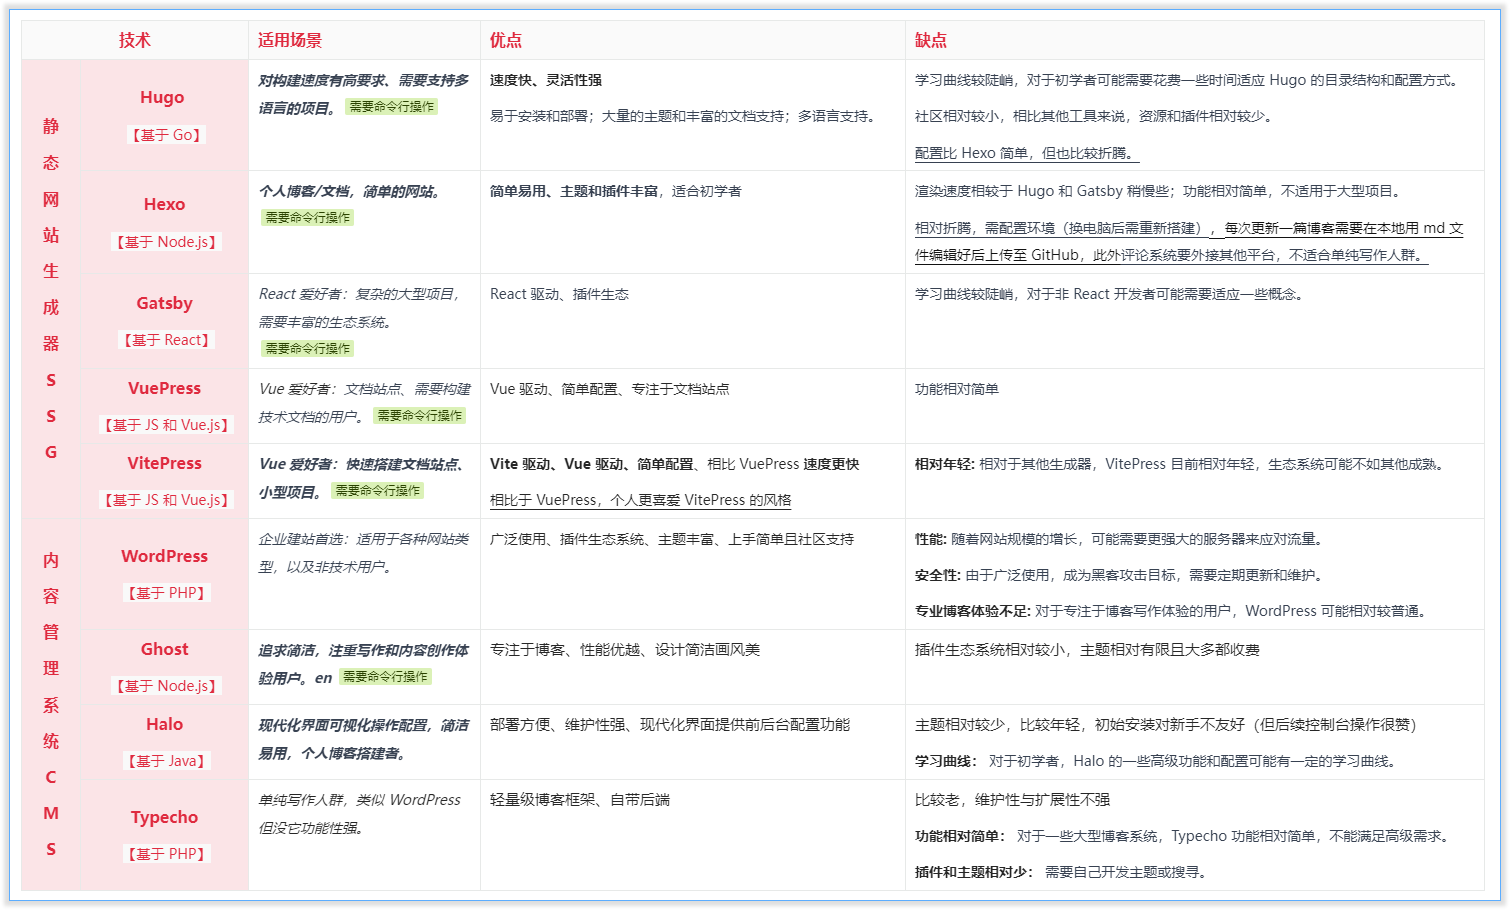 技术
适用场景
优点
缺点
静态网站生成器SSG
Hugo
【基于 Go】
对构建速度有高要求、需要支持多
语言的项目。 需要命令行操作
速度快、灵活性强
易于安装和部署；大量的主题和丰富的文档支持；多语言支持。
学习曲线较陡峭，对于初学者可能需要花费一些时间适应 Hugo 的目录结构和配置方式。
社区相对较小，相比其他工具来说，资源和插件相对较少。
配置比 Hexo 简单，但也比较折腾。
Hexo
【基于 Node.js】
个人博客/文档，简单的网站。
需要命令行操作
简单易用、主题和插件丰富，适合初学者
渲染速度相较于 Hugo 和 Gatsby 稍慢些；功能相对简单，不适用于大型项目。
相对折腾，需配置环境（换电脑后需重新搭建），每次更新一篇博客需要在本地用 md 文
件编辑好后上传至 GitHub，此外评论系统要外接其他平台，不适合单纯写作人群。
Gatsby
【基于 React】
React 爱好者：复杂的大型项目，
需要丰富的生态系统。
需要命令行操作
React 驱动、插件生态
学习曲线较陡峭，对于非 React 开发者可能需要适应一些概念。
VuePress
【基于 JS 和 Vue.js】
Vue 爱好者：文档站点、需要构建
技术文档的用户。 需要命令行操作
Vue 驱动、简单配置、专注于文档站点
功能相对简单
VitePress
【基于 JS 和 Vue.js】
Vue 爱好者：快速搭建文档站点、
小型项目。 需要命令行操作
Vite 驱动、Vue 驱动、简单配置、相比 VuePress 速度更快
相比于 VuePress，个人更喜爱 VitePress 的风格
相对年轻: 相对于其他生成器，VitePress 目前相对年轻，生态系统可能不如其他成熟。
内容管理系统CMS
WordPress
【基于 PHP】
企业建站首选：适用于各种网站类
型，以及非技术用户。
广泛使用、插件生态系统、主题丰富、上手简单且社区支持
性能: 随着网站规模的增长，可能需要更强大的服务器来应对流量。
安全性: 由于广泛使用，成为黑客攻击目标，需要定期更新和维护。
专业博客体验不足: 对于专注于博客写作体验的用户，WordPress 可能相对较普通。
Ghost
【基于 Node.js】
追求简洁，注重写作和内容创作体
验用户。en 需要命令行操作
专注于博客、性能优越、设计简洁画风美
插件生态系统相对较小，主题相对有限且大多都收费
Halo
【基于 Java】
现代化界面可视化操作配置，简洁
易用，个人博客搭建者。
部署方便、维护性强、现代化界面提供前后台配置功能
主题相对较少，比较年轻，初始安装对新手不友好（但后续控制台操作很赞）
学习曲线： 对于初学者，Halo 的一些高级功能和配置可能有一定的学习曲线。
Typecho
【基于 PHP】
单纯写作人群，类似 WordPress
但没它功能性强。
轻量级博客框架、自带后端
比较老，维护性与扩展性不强
功能相对简单： 对于一些大型博客系统，Typecho 功能相对简单，不能满足高级需求。
插件和主题相对少： 需要自己开发主题或搜寻。